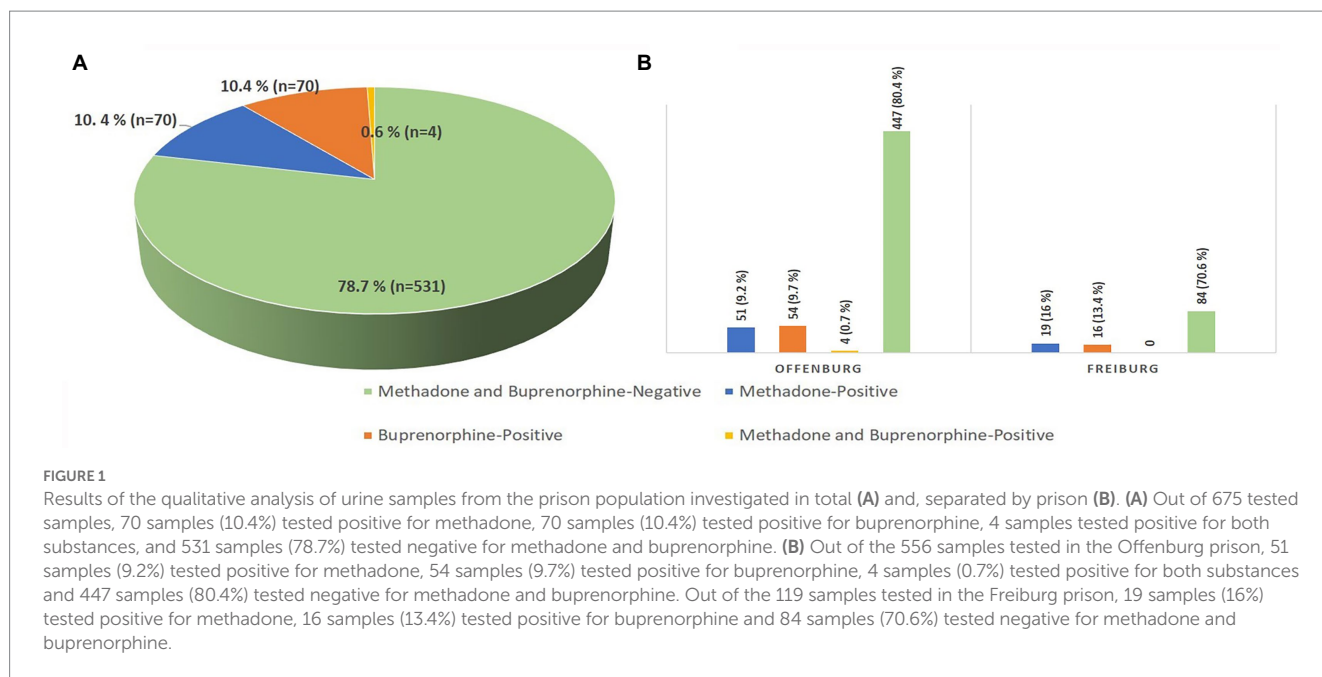 A
10.4 % (n=70)
10. 4 % (n=70)
0.6 % (n=4)
78.7 % (n=531)
B
51 (9.2 %)
54 (9.7 %)
4 (0.7 %)
447 (80.4 %)
19 (16 %)
16 (13.4 %)
0
84 (70.6 %)
OFFENBURG
FREIBURG
Methadone and Buprenorphine-Negative
Methadone-Positive
Buprenorphine-Positive
Methadone and Buprenorphine-Positive
FIGURE 1
Results of the qualitative analysis of urine samples from the prison population investigated in total (A) and, separated by prison (B). (A) Out of 675 tested
samples, 70 samples (10.4%) tested positive for methadone, 70 samples (10.4%) tested positive for buprenorphine, 4 samples tested positive for both
substances, and 531 samples (78.7%) tested negative for methadone and buprenorphine. (B) Out of the 556 samples tested in the Offenburg prison, 51
samples (9.2%) tested positive for methadone, 54 samples (9.7%) tested positive for buprenorphine, 4 samples (0.7%) tested positive for both substances
and 447 samples (80.4%) tested negative for methadone and buprenorphine. Out of the 119 samples tested in the Freiburg prison, 19 samples (16%)
tested positive for methadone, 16 samples (13.4%) tested positive for buprenorphine and 84 samples (70.6%) tested negative for methadone and
buprenorphine.